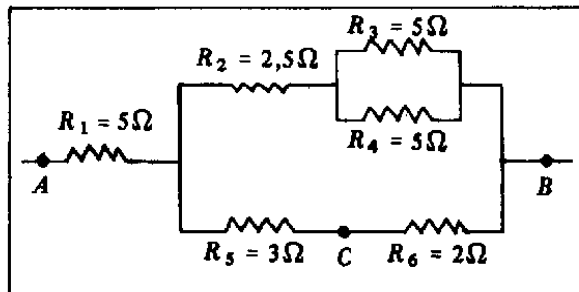 R₃ = 5Ω
R₂ = 2,5Ω
R₄ = 5Ω
R₁ = 5Ω
A
B
R₅ = 3Ω
C
R₆ = 2Ω